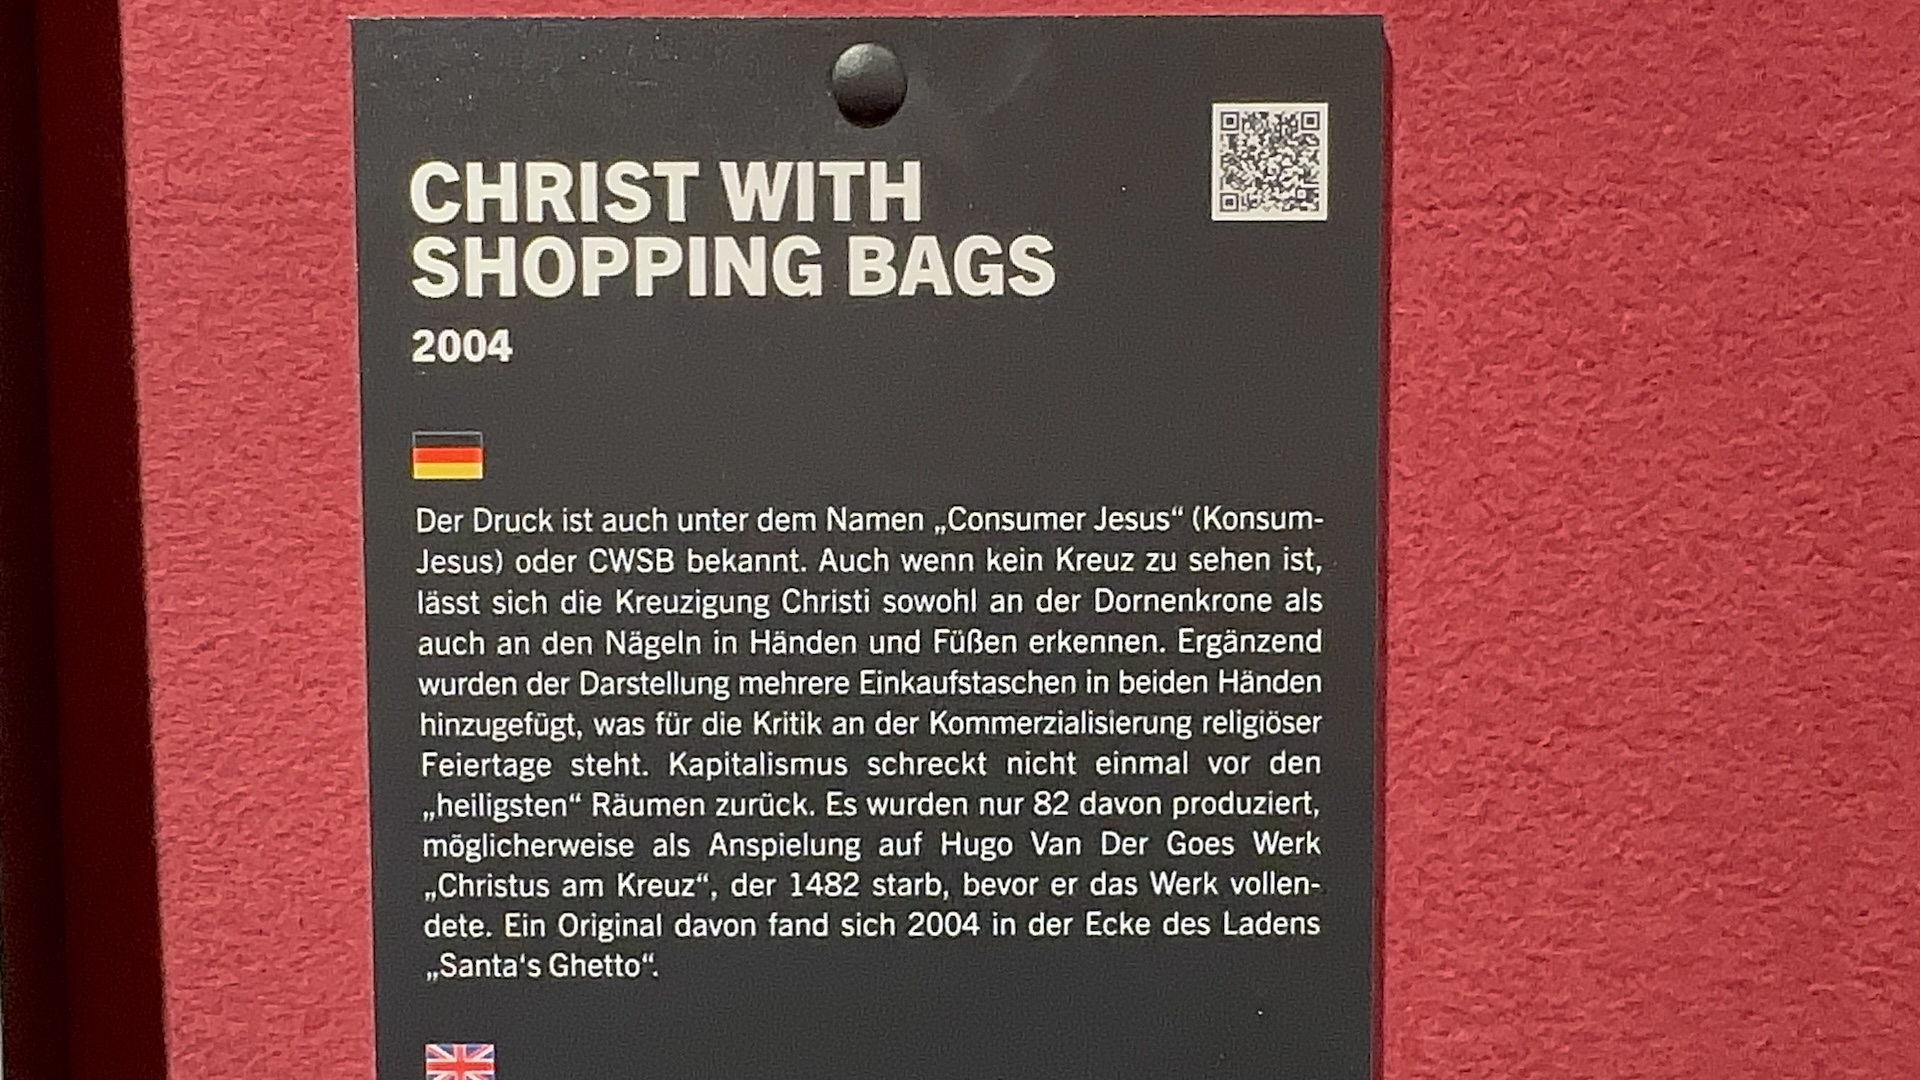 CHRIST WITH
SHOPPING BAGS
2004
Der Druck ist auch unter dem Namen „Consumer Jesus“ (Konsum-
Jesus) oder CWSB bekannt. Auch wenn kein Kreuz zu sehen ist,
lässt sich die Kreuzigung Christi sowohl an der Dornenkrone als
auch an den Nägeln in Händen und Füßen erkennen. Ergänzend
wurden der Darstellung mehrere Einkaufstaschen in beiden Händen
hinzugefügt, was für die Kritik an der Kommerzialisierung religiöser
Feiertage steht. Kapitalismus schreckt nicht einmal vor den
„heiligsten“ Räumen zurück. Es wurden nur 82 davon produziert,
möglicherweise als Anspielung auf Hugo Van Der Goes Werk
„Christus am Kreuz“, der 1482 starb, bevor er das Werk vollen-
dete. Ein Original davon fand sich 2004 in der Ecke des Ladens
„Santa‘s Ghetto“.